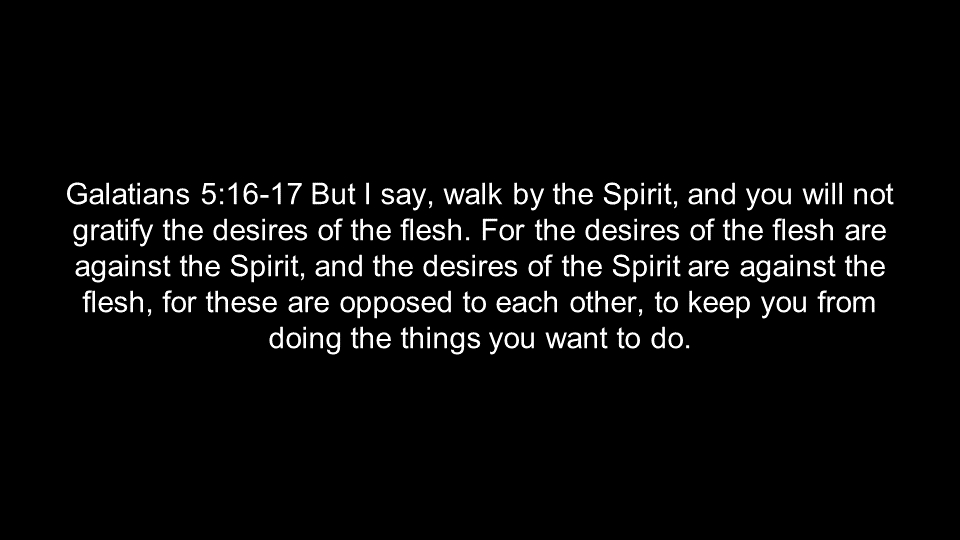 Galatians 5:16-17 But I say, walk by the Spirit, and you will not
gratify the desires of the flesh. For the desires of the flesh are
against the Spirit, and the desires of the Spirit are against the
flesh, for these are opposed to each other, to keep you from
doing the things you want to do.